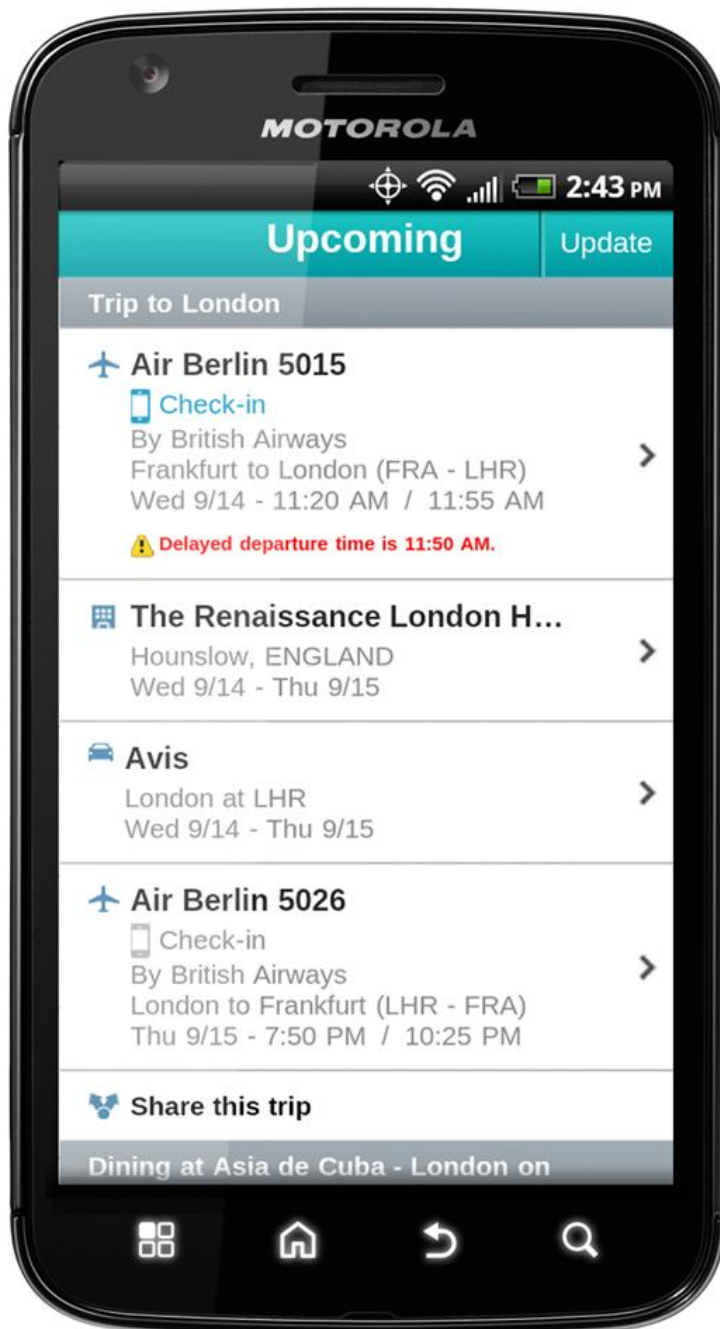 MOTOROLA
2:43 PM
Upcoming
Update
Trip to London
Air Berlin 5015
Check-in
By British Airways
Frankfurt to London (FRA - LHR)
Wed 9/14 - 11:20 AM / 11:55 AM
Delayed departure time is 11:50 AM.
The Renaissance London H...
Hounslow, ENGLAND
Wed 9/14 - Thu 9/15
Avis
London at LHR
Wed 9/14 - Thu 9/15
Air Berlin 5026
Check-in
By British Airways
London to Frankfurt (LHR - FRA)
Thu 9/15 - 7:50 PM / 10:25 PM
Share this trip
Dining at Asia de Cuba - London on